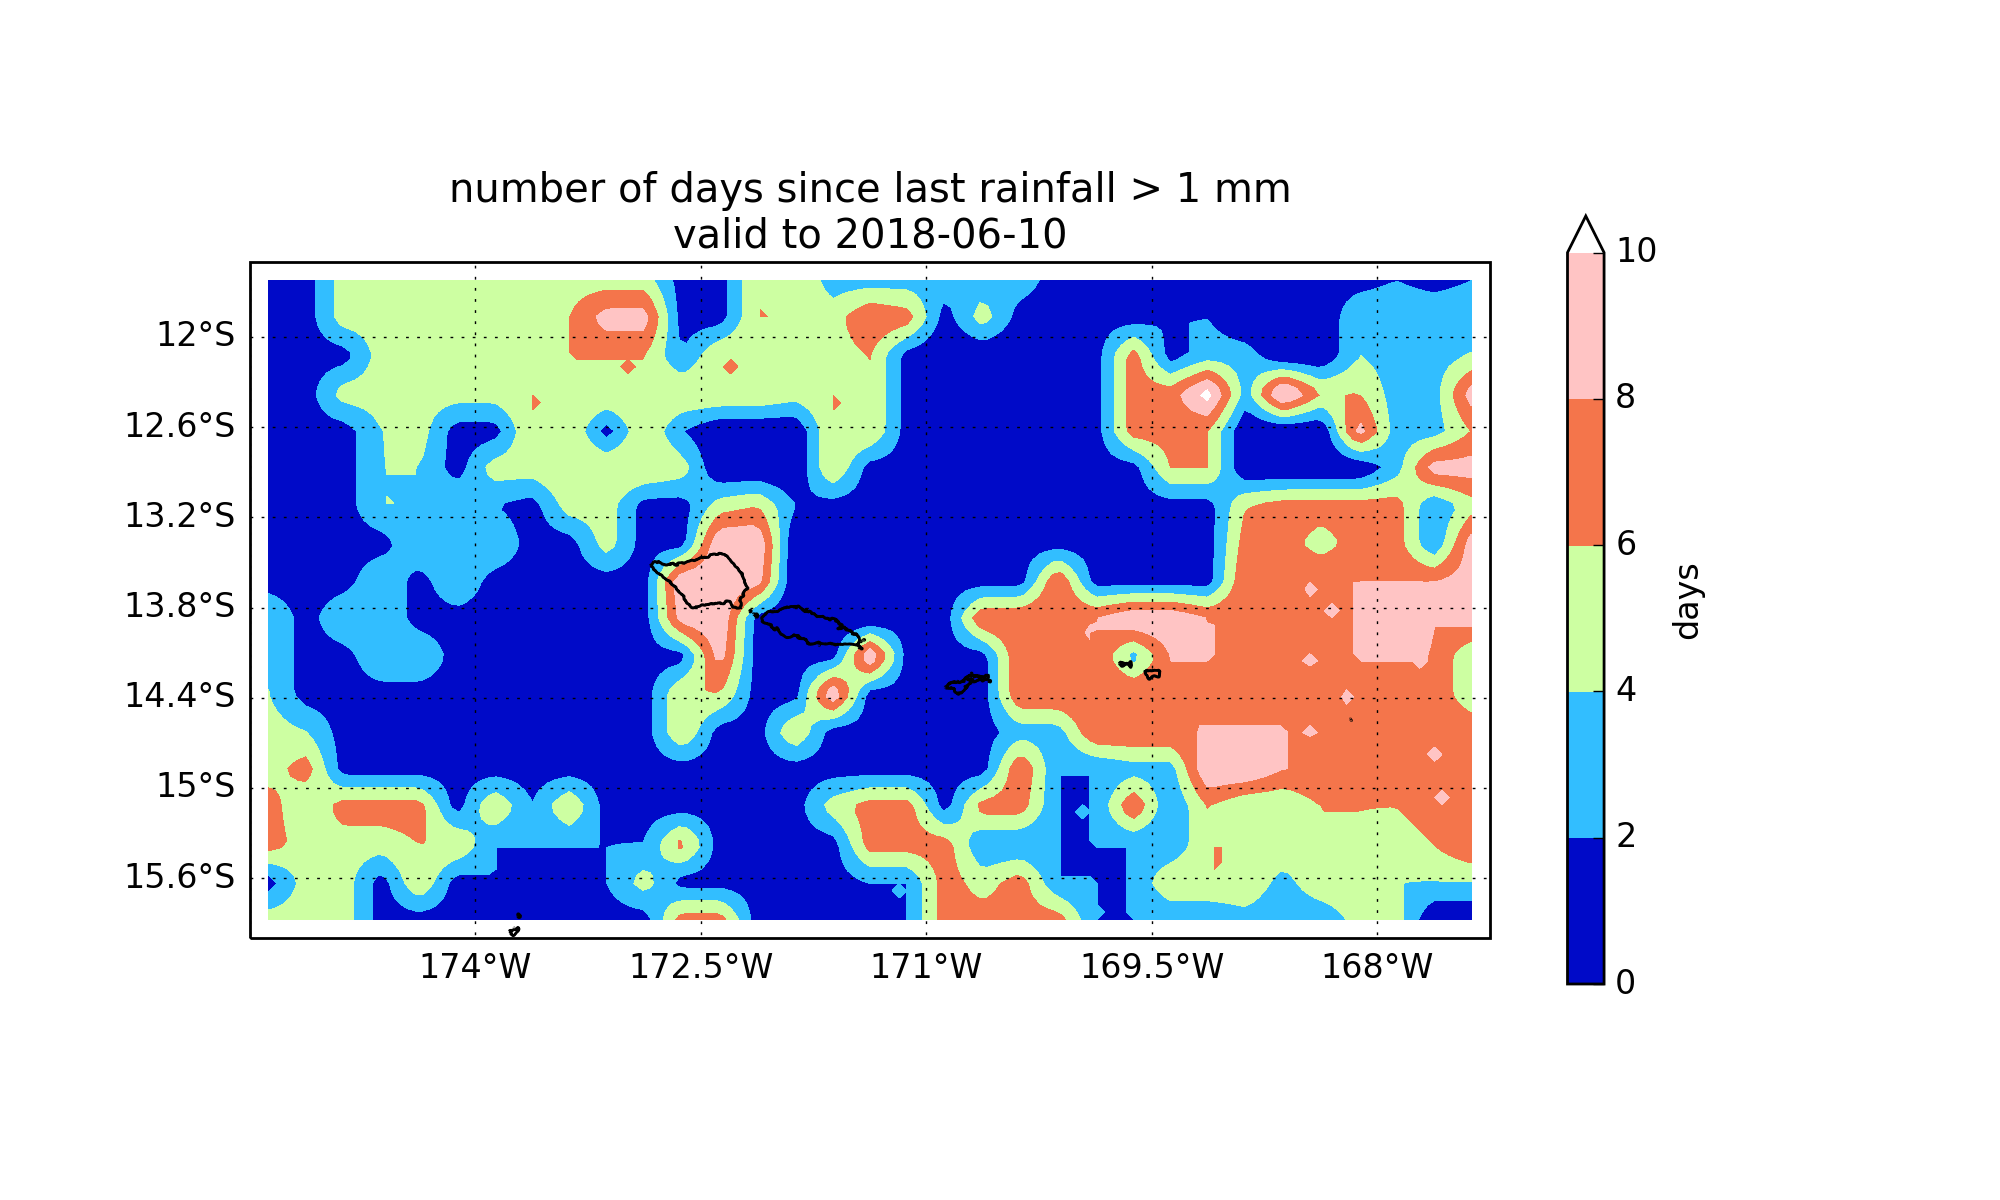 number of days since last rainfall > 1 mm
valid to 2018-06-10
12°S
12.6°S
13.2°S
13.8°S
14.4°S
15°S
15.6°S
174°W 172.5°W 171°W 169.5°W 168°W
10
8
6
4
2
0
days